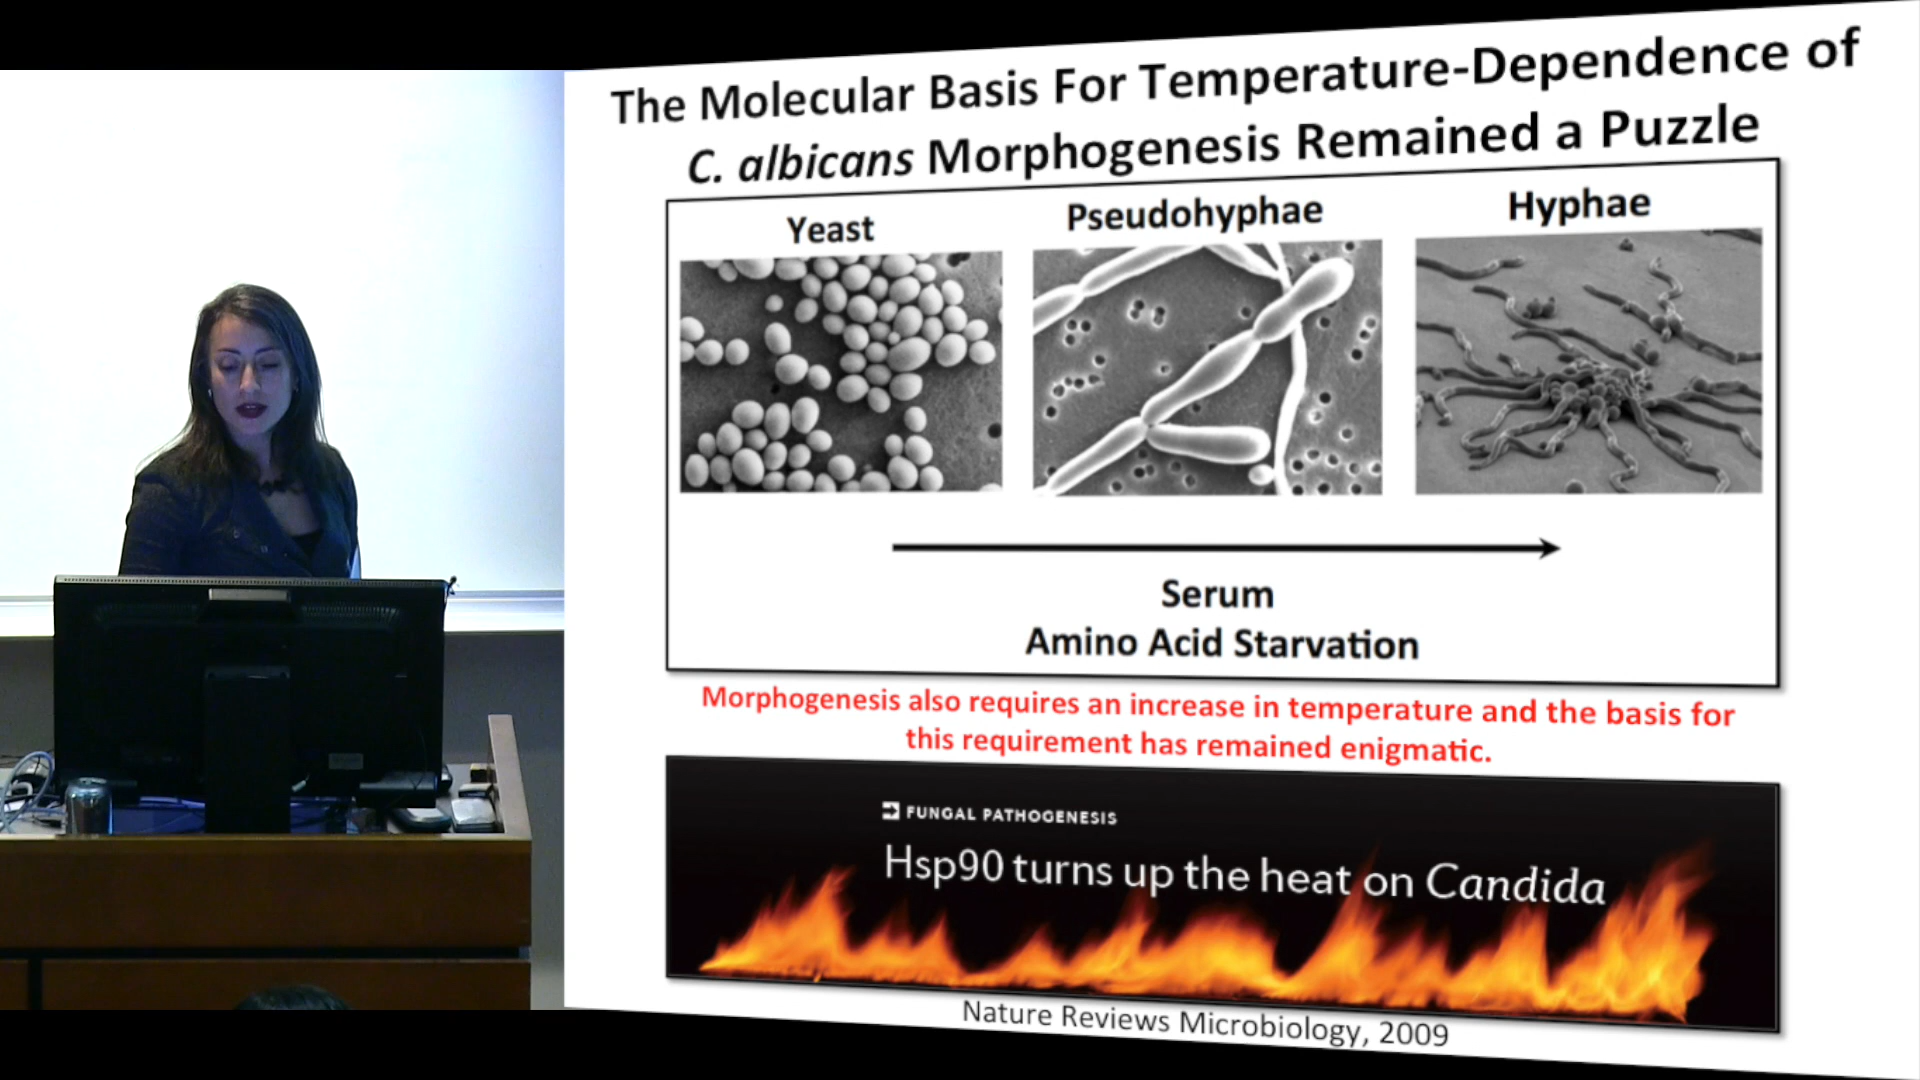 The Molecular Basis For Temperature-Dependence of
C. albicans Morphogenesis Remained a Puzzle
Yeast
Pseudohyphae
Hyphae
Serum
Amino Acid Starvation
Morphogenesis also requires an increase in temperature and the basis for
this requirement has remained enigmatic.
FUNGAL PATHOGENESIS
Hsp90 turns up the heat on Candida
Nature Reviews Microbiology, 2009